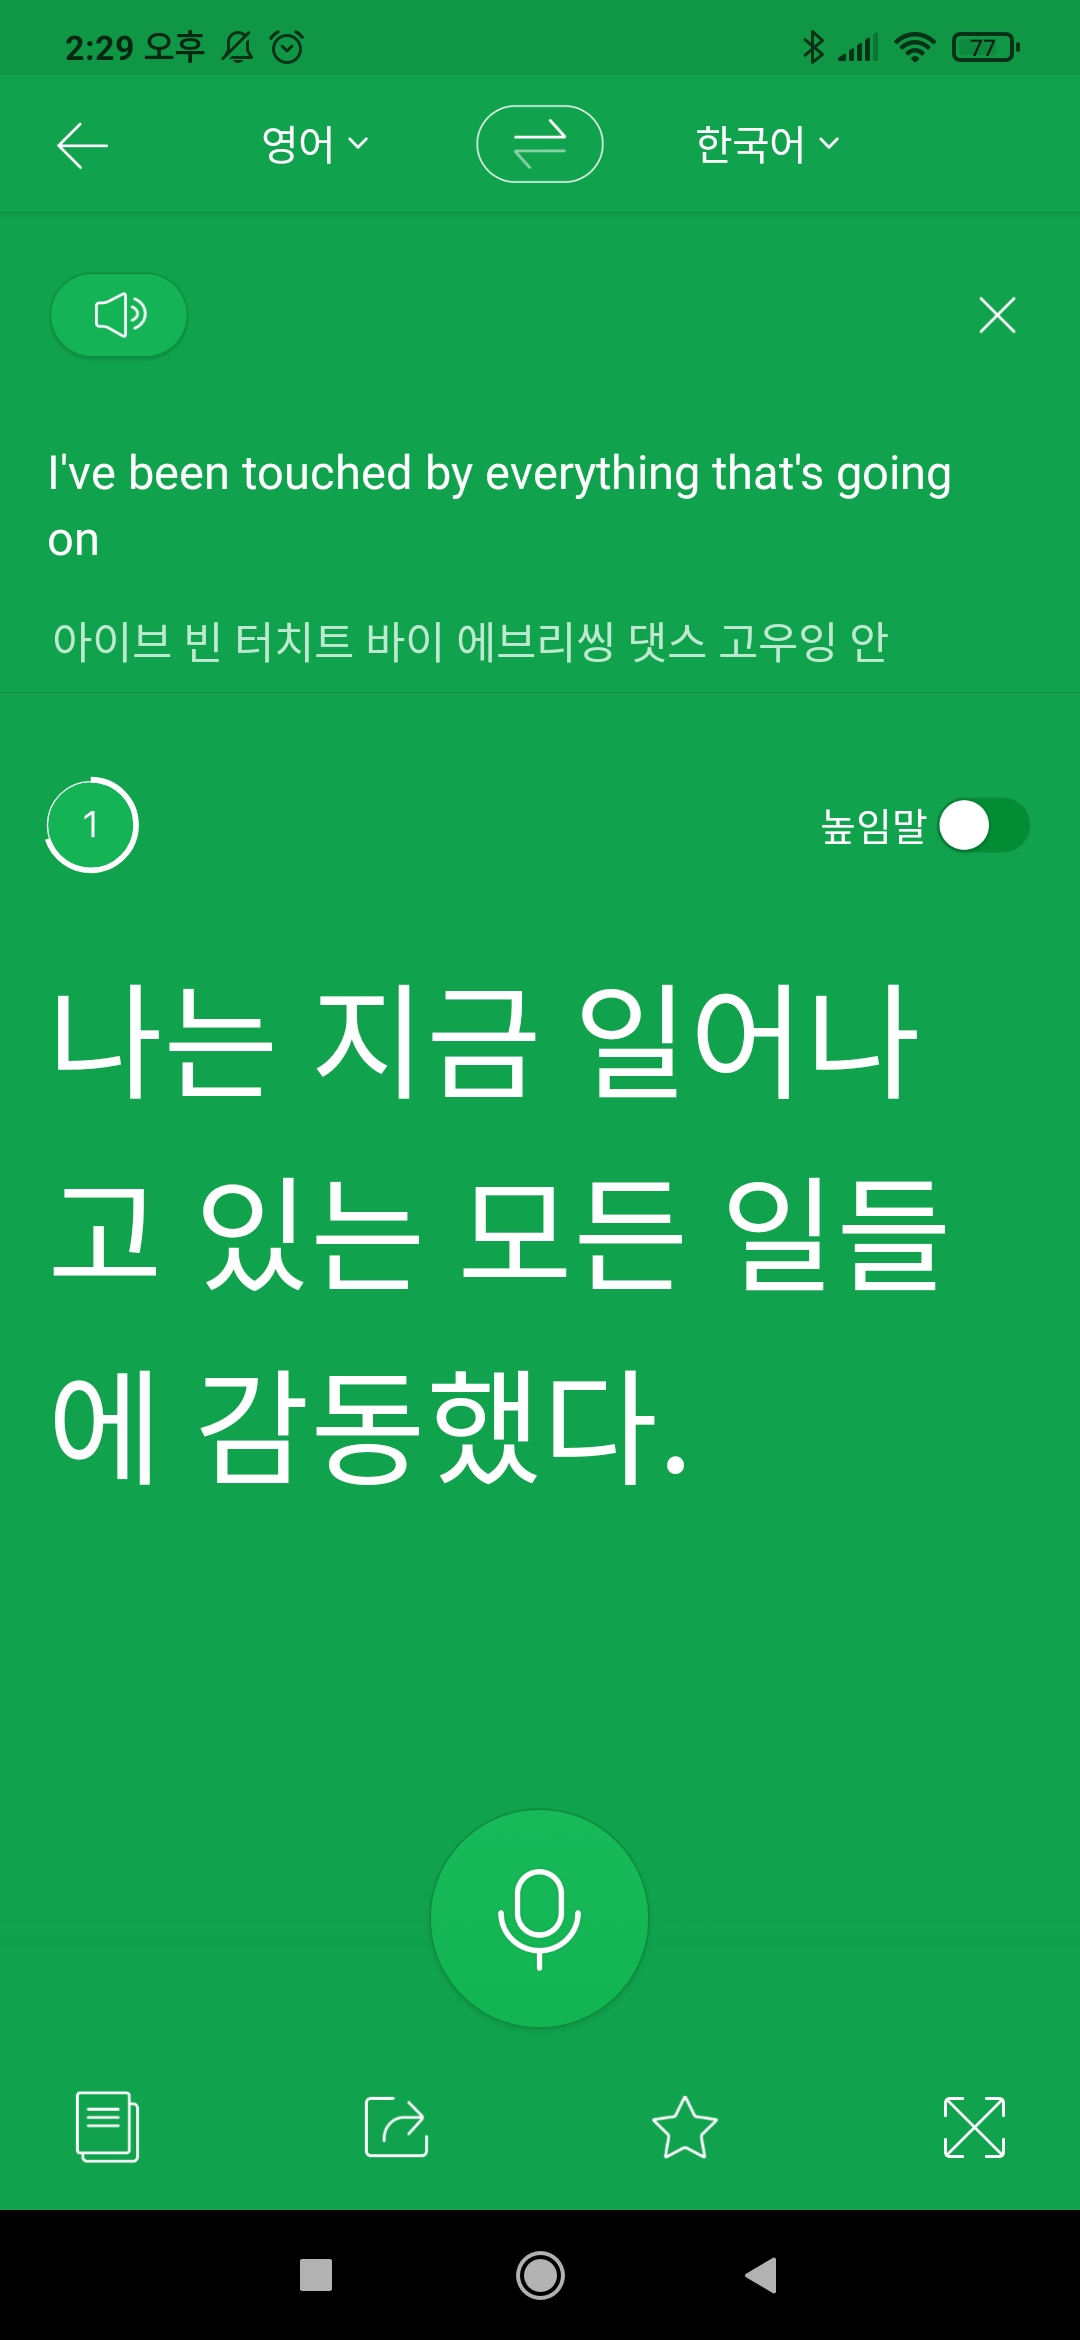 2:29 오후
77
영어
한국어
I've been touched by everything that's going
on
아이브 빈 터치트 바이 에브리씽 댓스 고우잉 안
1
높임말
나는 지금 일어나
고 있는 모든 일들
에 감동했다.